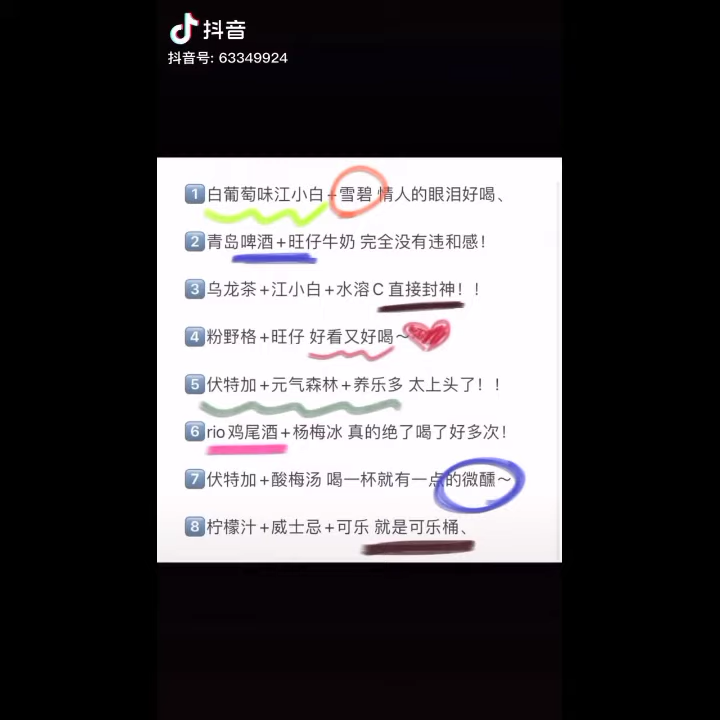 抖音
抖音号: 63349924
1 白葡萄味江小白+雪碧 情人的眼泪好喝、
2 青岛啤酒+旺仔牛奶 完全没有违和感!
3 乌龙茶+江小白+水溶C 直接封神!!
4 粉野格+旺仔 好看又好喝~
5 伏特加+元气森林+养乐多 太上头了!!
6 rio鸡尾酒+杨梅冰 真的绝了喝了好多次!
7 伏特加+酸梅汤 喝一杯就有一点的微醺~
8 柠檬汁+威士忌+可乐 就是可乐桶、